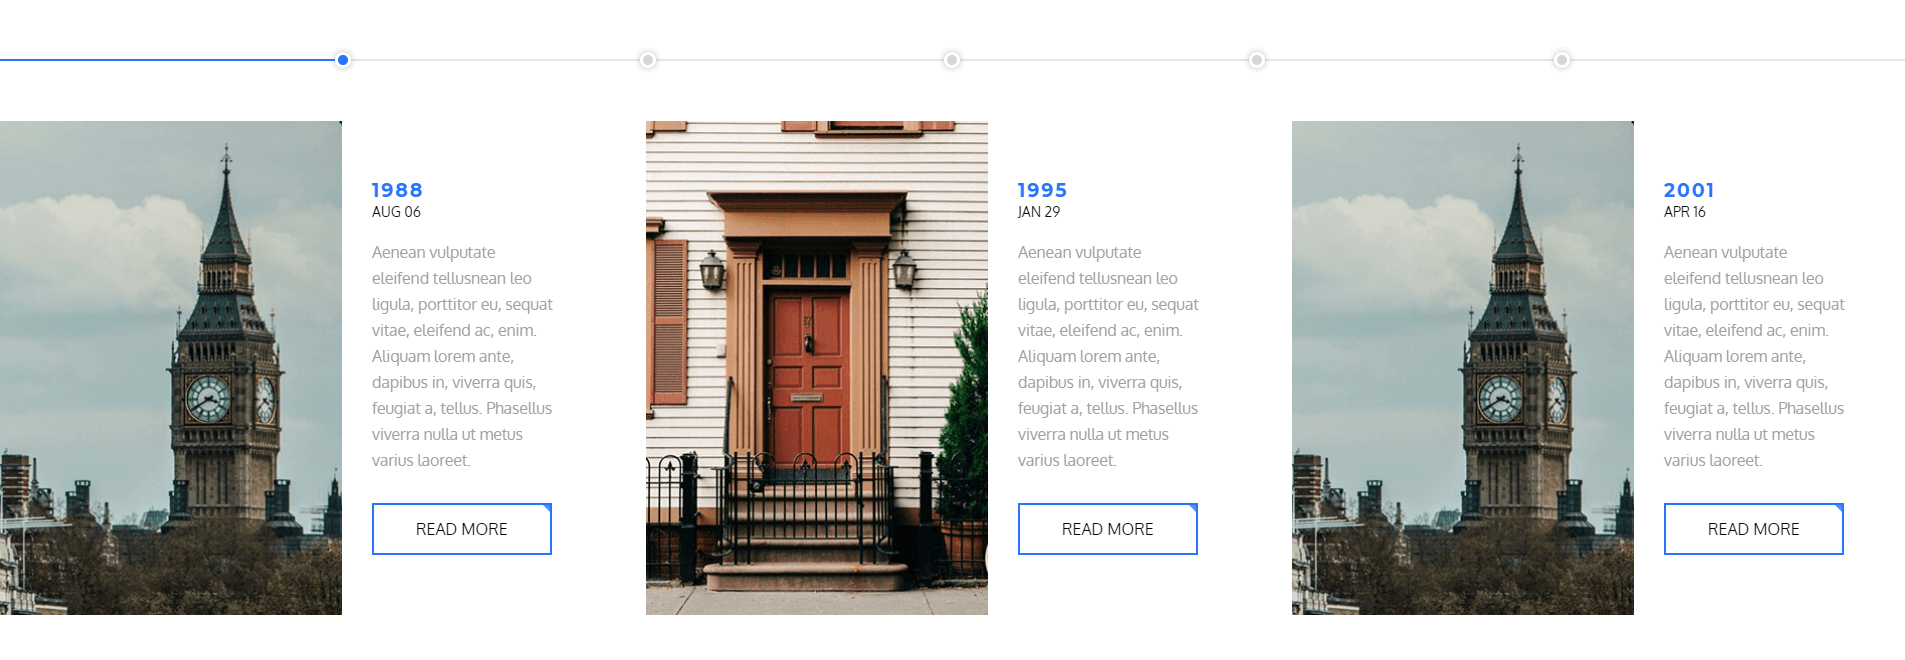 1988
AUG 06
Aenean vulputate
eleifend tellusnean leo
ligula, porttitor eu, sequat
vitae, eleifend ac, enim.
Aliquam lorem ante,
dapibus in, viverra quis,
feugiat a, tellus. Phasellus
viverra nulla ut metus
varius laoreet.
READ MORE
1995
JAN 29
Aenean vulputate
eleifend tellusnean leo
ligula, porttitor eu, sequat
vitae, eleifend ac, enim.
Aliquam lorem ante,
dapibus in, viverra quis,
feugiat a, tellus. Phasellus
viverra nulla ut metus
varius laoreet.
READ MORE
2001
APR 16
Aenean vulputate
eleifend tellusnean leo
ligula, porttitor eu, sequat
vitae, eleifend ac, enim.
Aliquam lorem ante,
dapibus in, viverra quis,
feugiat a, tellus. Phasellus
viverra nulla ut metus
varius laoreet.
READ MORE